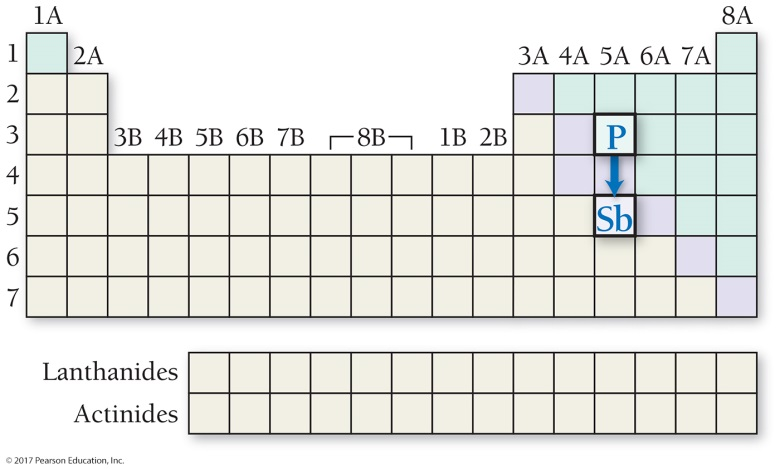 1A 8A
1 2A 3A 4A 5A 6A 7A
2
3 3B 4B 5B 6B 7B 8B 1B 2B P
4
5 Sb
6
7
Lanthanides
Actinides
© 2017 Pearson Education, Inc.